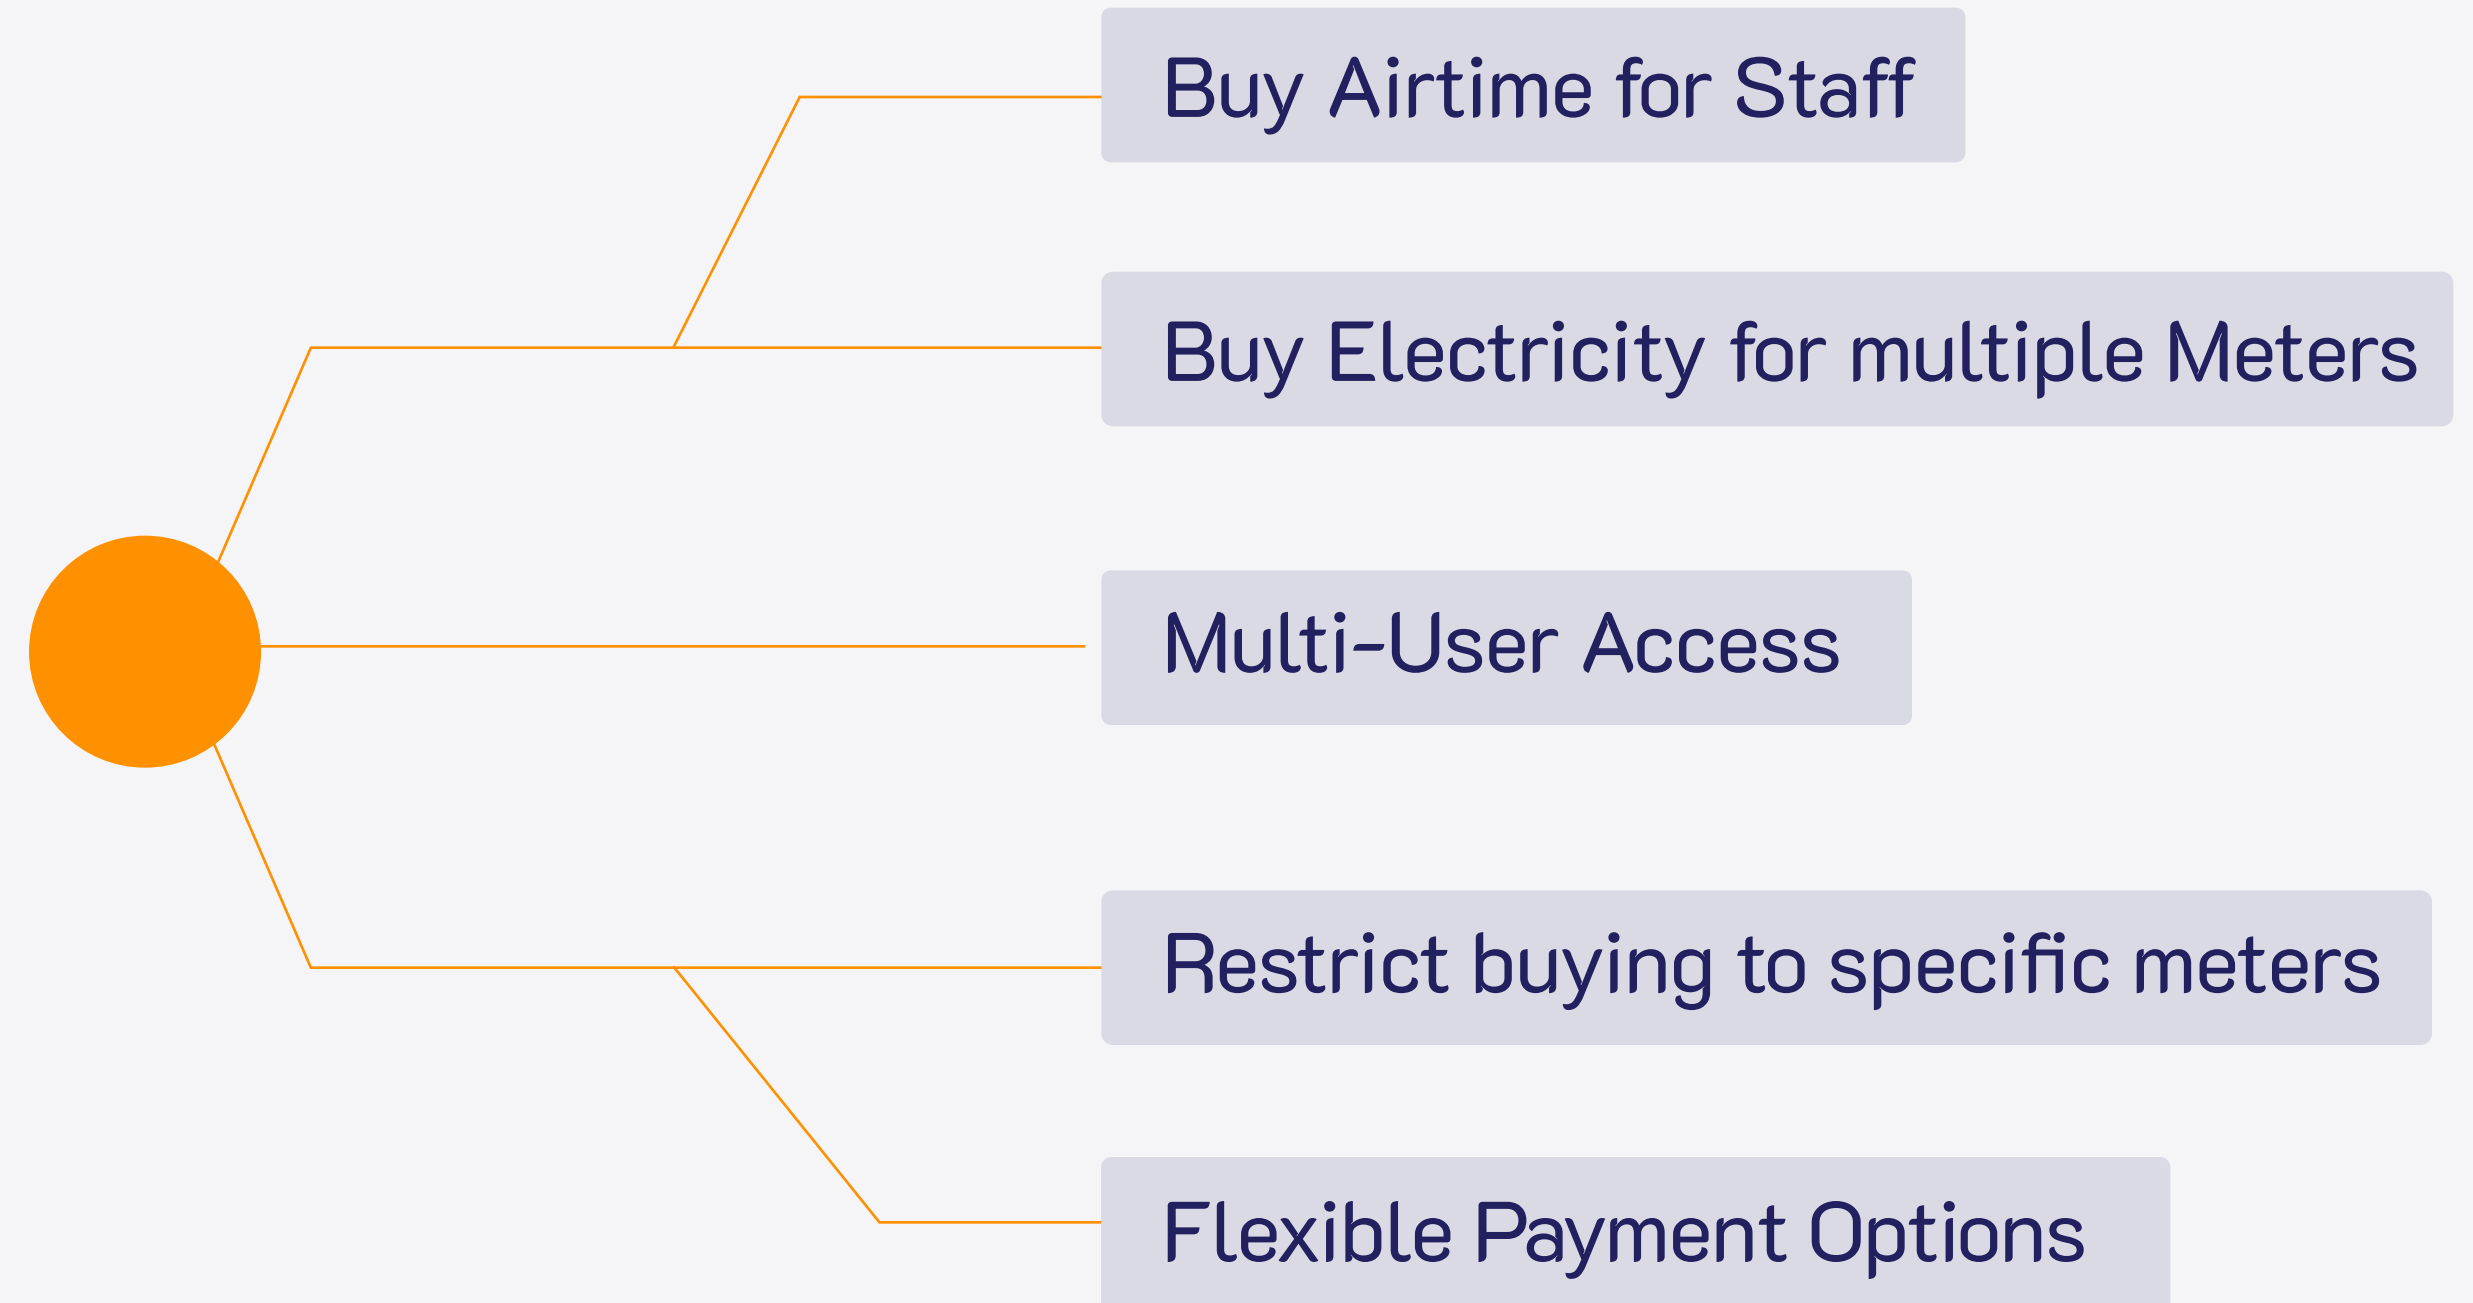 Buy Airtime for Staff
Buy Electricity for multiple Meters
Multi-User Access
Restrict buying to specific meters
Flexible Payment Options